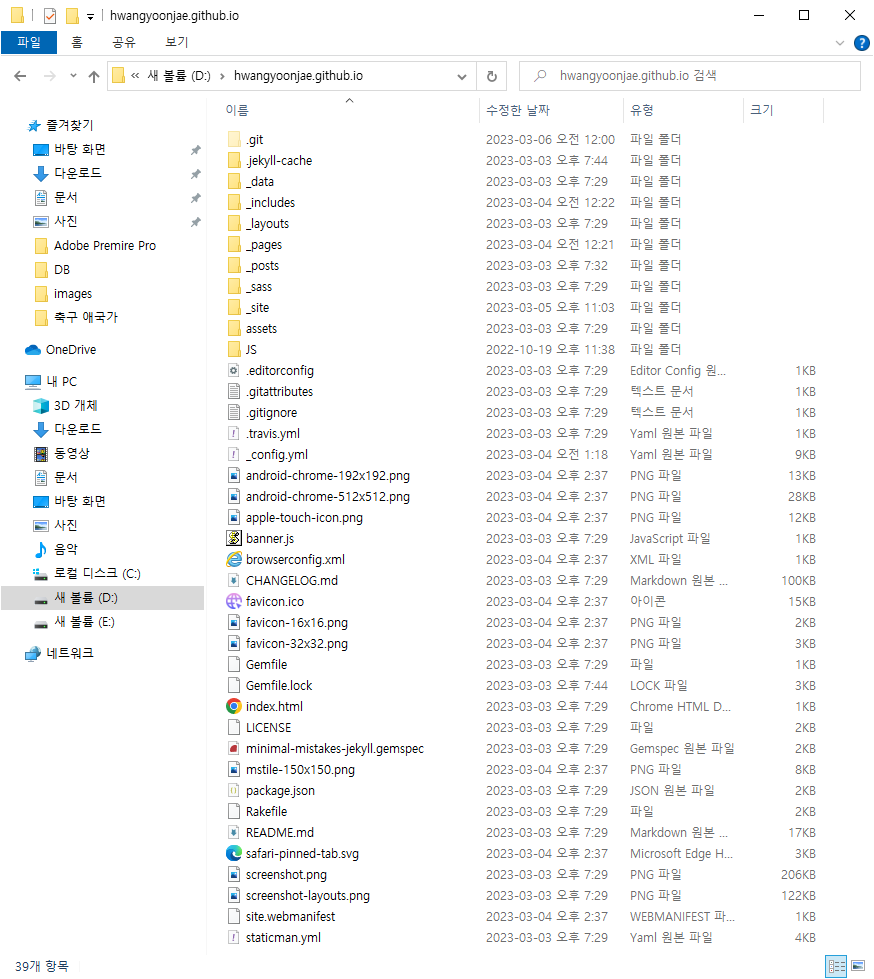 hwangyoonjae.github.io
파일 홈 공유 보기
« 새 볼륨 (D:) › hwangyoonjae.github.io
hwangyoonjae.github.io 검색
즐겨찾기
바탕 화면
다운로드
문서
사진
Adobe Premire Pro
DB
images
축구 애국가
OneDrive
내 PC
3D 개체
다운로드
동영상
문서
바탕 화면
사진
음악
로컬 디스크 (C:)
새 볼륨 (D:)
새 볼륨 (E:)
네트워크
이름 수정한 날짜 유형 크기
.git 2023-03-06 오전 12:00 파일 폴더
.jekyll-cache 2023-03-03 오후 7:44 파일 폴더
_data 2023-03-03 오후 7:29 파일 폴더
_includes 2023-03-04 오전 12:22 파일 폴더
_layouts 2023-03-03 오후 7:29 파일 폴더
_pages 2023-03-04 오전 12:21 파일 폴더
_posts 2023-03-03 오후 7:32 파일 폴더
_sass 2023-03-03 오후 7:29 파일 폴더
_site 2023-03-05 오후 11:03 파일 폴더
assets 2023-03-03 오후 7:29 파일 폴더
JS 2022-10-19 오후 11:38 파일 폴더
.editorconfig 2023-03-03 오후 7:29 Editor Config 원... 1KB
.gitattributes 2023-03-03 오후 7:29 텍스트 문서 1KB
.gitignore 2023-03-03 오후 7:29 텍스트 문서 1KB
.travis.yml 2023-03-03 오후 7:29 Yaml 원본 파일 1KB
_config.yml 2023-03-04 오전 1:18 Yaml 원본 파일 9KB
android-chrome-192x192.png 2023-03-04 오후 2:37 PNG 파일 13KB
android-chrome-512x512.png 2023-03-04 오후 2:37 PNG 파일 28KB
apple-touch-icon.png 2023-03-04 오후 2:37 PNG 파일 12KB
banner.js 2023-03-03 오후 7:29 JavaScript 파일 1KB
browserconfig.xml 2023-03-04 오후 2:37 XML 파일 1KB
CHANGELOG.md 2023-03-03 오후 7:29 Markdown 원본 ... 100KB
favicon.ico 2023-03-04 오후 2:37 아이콘 15KB
favicon-16x16.png 2023-03-04 오후 2:37 PNG 파일 2KB
favicon-32x32.png 2023-03-04 오후 2:37 PNG 파일 3KB
Gemfile 2023-03-03 오후 7:29 파일 1KB
Gemfile.lock 2023-03-03 오후 7:44 LOCK 파일 3KB
index.html 2023-03-03 오후 7:29 Chrome HTML D... 1KB
LICENSE 2023-03-03 오후 7:29 파일 2KB
minimal-mistakes-jekyll.gemspec 2023-03-03 오후 7:29 Gemspec 원본 파일 2KB
mstile-150x150.png 2023-03-04 오후 2:37 PNG 파일 8KB
package.json 2023-03-03 오후 7:29 JSON 원본 파일 2KB
Rakefile 2023-03-03 오후 7:29 파일 2KB
README.md 2023-03-03 오후 7:29 Markdown 원본 ... 17KB
safari-pinned-tab.svg 2023-03-04 오후 2:37 Microsoft Edge H... 3KB
screenshot.png 2023-03-03 오후 7:29 PNG 파일 206KB
screenshot-layouts.png 2023-03-03 오후 7:29 PNG 파일 122KB
site.webmanifest 2023-03-04 오후 2:37 WEBMANIFEST 파... 1KB
staticman.yml 2023-03-03 오후 7:29 Yaml 원본 파일 4KB
39개 항목